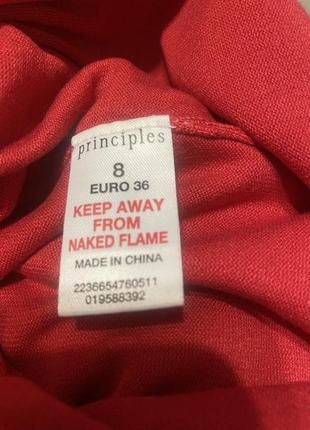 principles
8
EURO 36
KEEP AWAY
FROM
NAKED FLAME
MADE IN CHINA
2236654760511
019588392